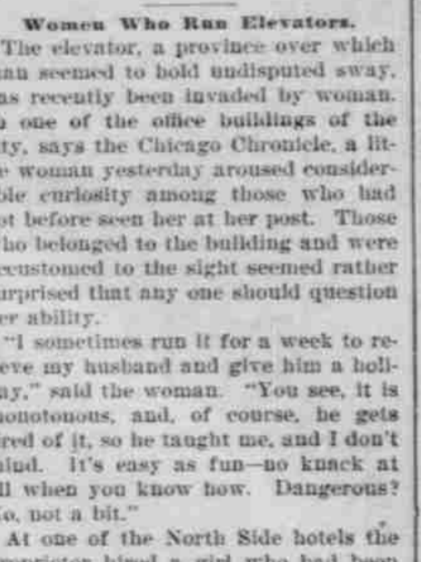 Women Who Run Elevators.
The elevator, a province over which
an seemed to hold undisputed sway,
as recently been invaded by woman.
one of the office buildings of the
ty, says the Chicago Chronicle, a lit-
e woman yesterday aroused consider-
ble curiosity among those who had
ot before seen her at her post. Those
ho belonged to the building and were
ccustomed to the sight seemed rather
urprised that any one should question
er ability.
"I sometimes run it for a week to re-
eve my husband and give him a holi-
ay," said the woman. "You see, it is
onotonous, and, of course, he gets
red of it, so he taught me, and I don't
ind. It's easy as fun—no knack at
ll when you know how. Dangerous?
o, not a bit."
At one of the North Side hotels the
roprietor hired a girl who had been